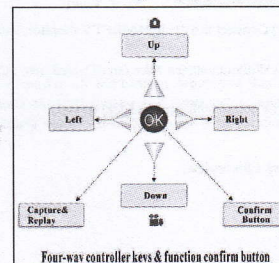 Up
Left
OK
Right
Capture&
Replay
Down
Confirm
Button
Four-way controller keys & function confirm button